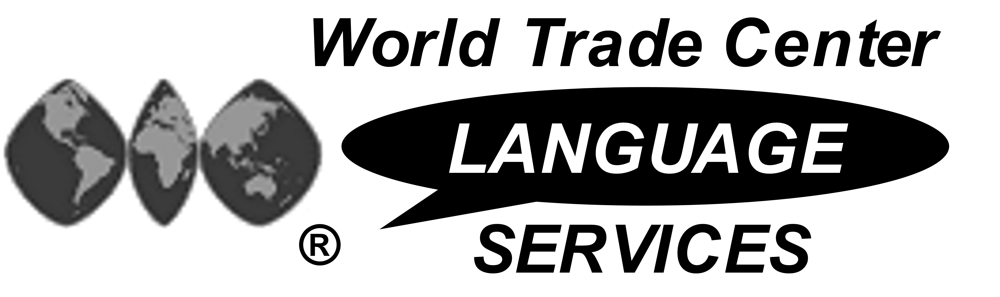 World Trade Center
LANGUAGE
®
SERVICES